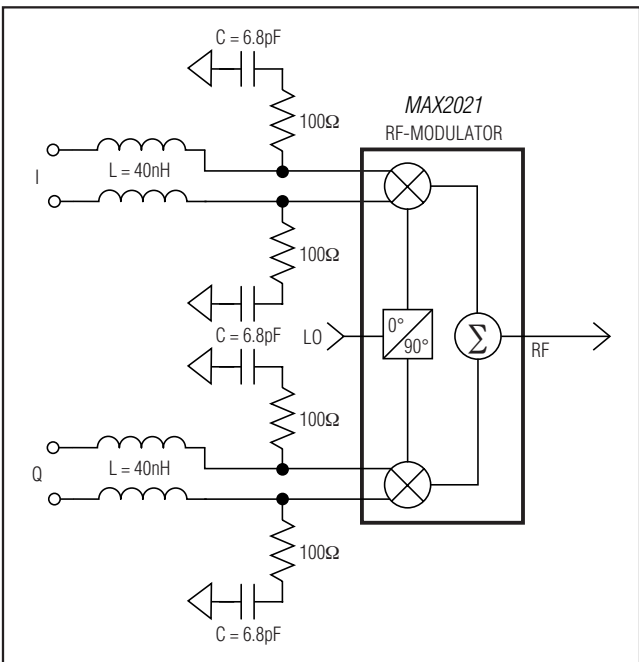 C = 6.8pF
100Ω
MAX2021
RF-MODULATOR
I
L = 40nH
100Ω
C = 6.8pF
LO
0°
90°
Σ
RF
100Ω
Q
L = 40nH
100Ω
C = 6.8pF